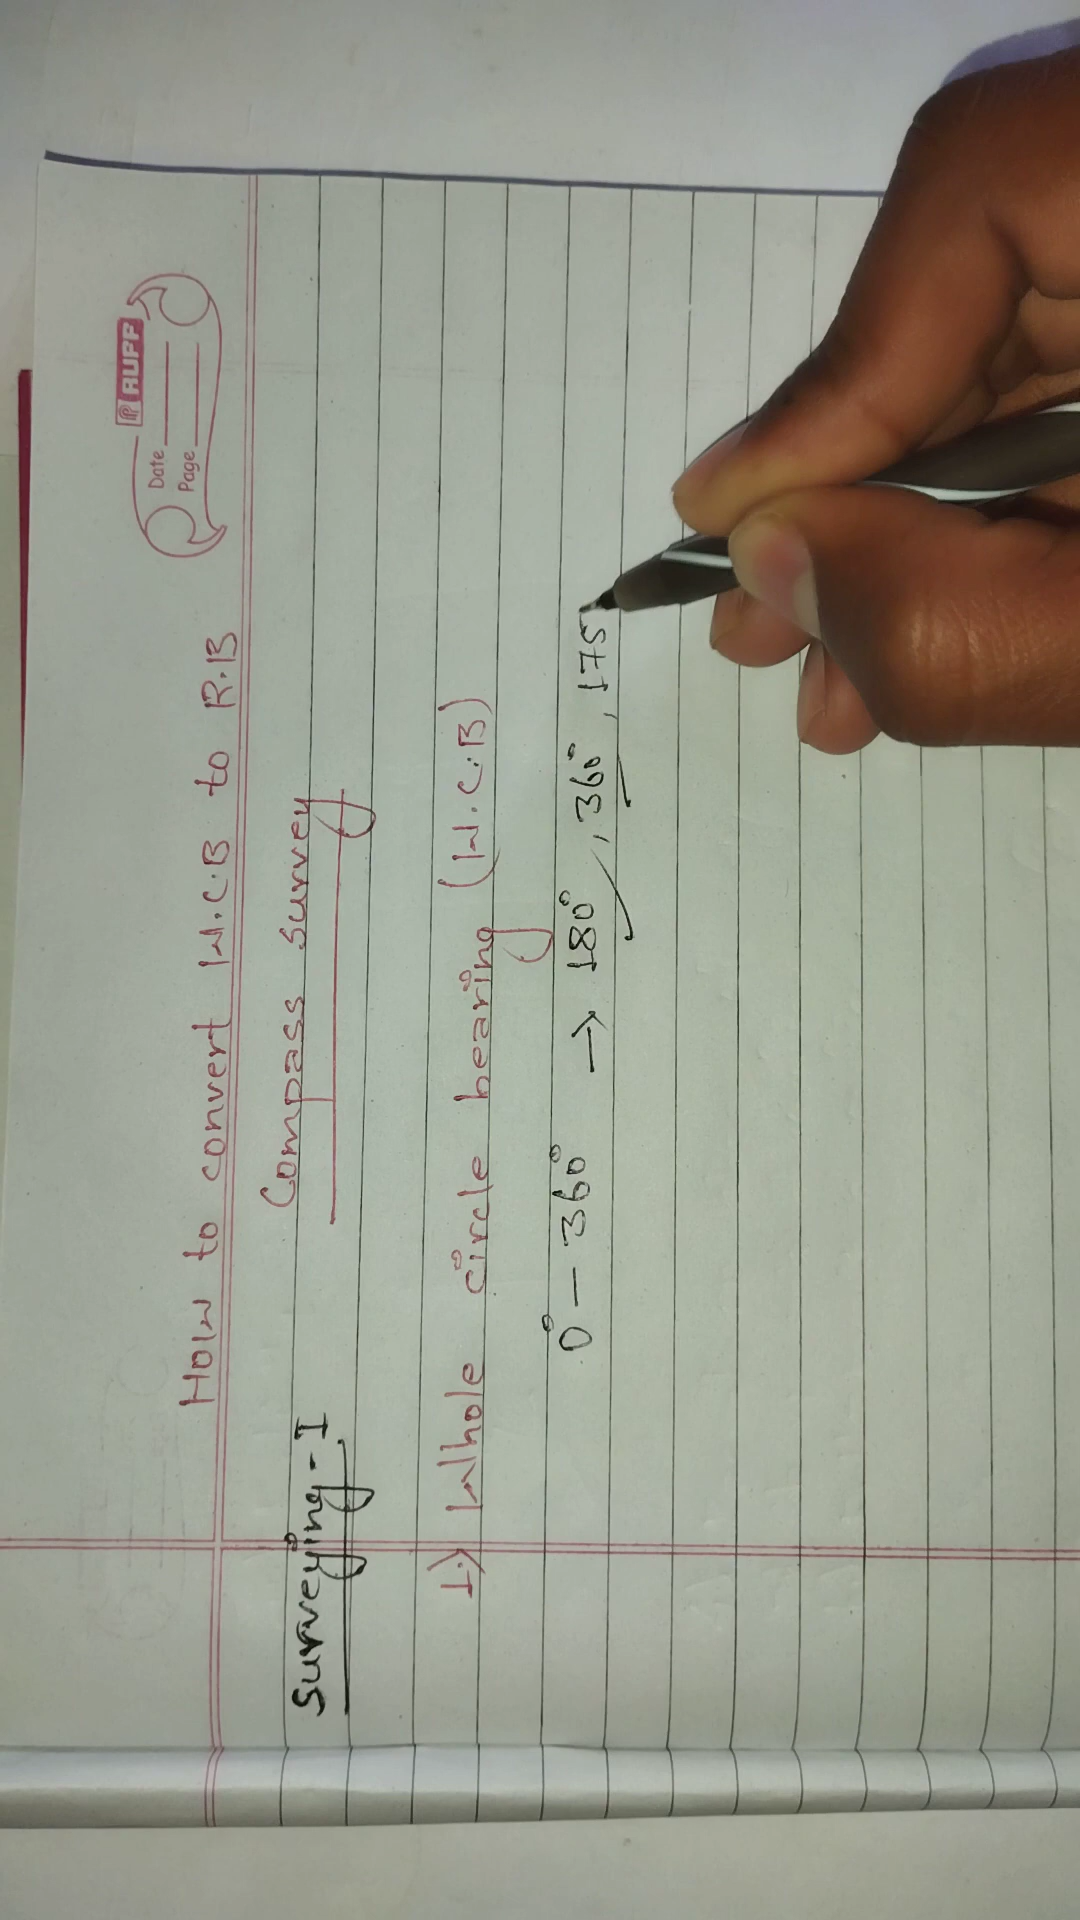 RUFF
Date
Page
How to convert W.C.B to R.B
Surveying-I
Compass survey
1.) Whole circle bearing (W.C.B)
0° - 360° → 180°, 360°, 175